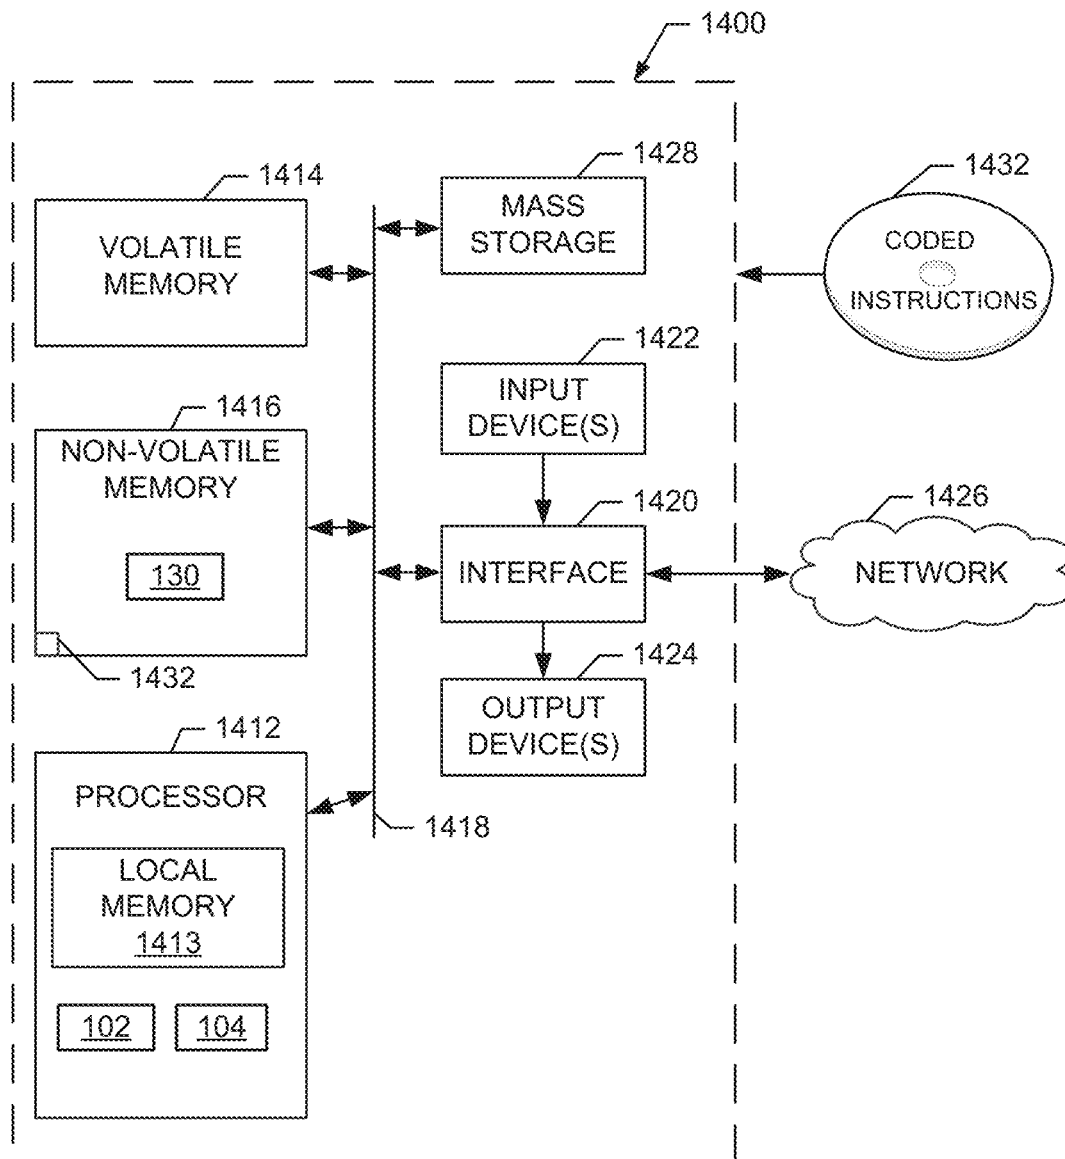 1400
1414
VOLATILE
MEMORY
1428
MASS
STORAGE
1432
CODED
INSTRUCTIONS
1422
INPUT
DEVICE(S)
1416
NON-VOLATILE
MEMORY
130
1432
1420
INTERFACE
1426
NETWORK
1424
OUTPUT
DEVICE(S)
1412
PROCESSOR
LOCAL
MEMORY
1413
102
104
1418